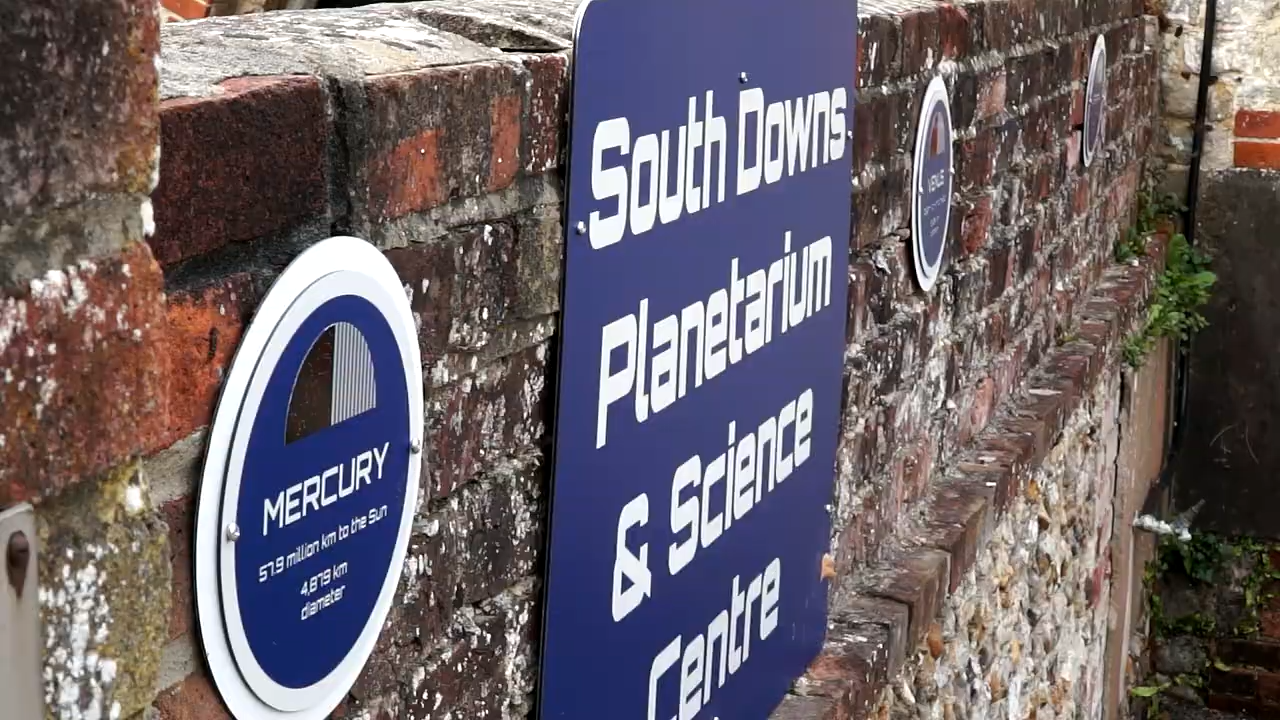 MERCURY
57.9 million km to the Sun
4,879 km
diameter
South Downs
Planetarium
& Science
Centre
VENUS